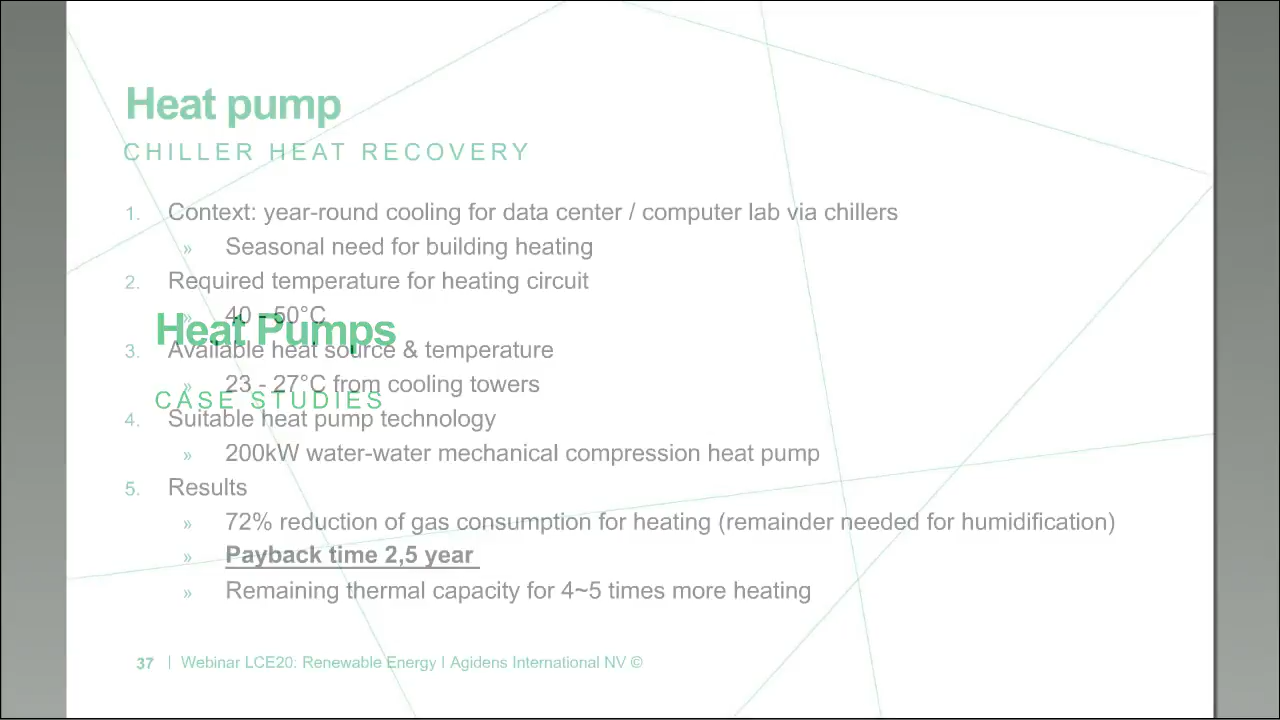 Heat pump
CHILLER HEAT RECOVERY
1. Context: year-round cooling for data center / computer lab via chillers
» Seasonal need for building heating
2. Required temperature for heating circuit
» 40 - 50°C
Heat Pumps
3. Available heat source & temperature
» 23 - 27°C from cooling towers
CASE STUDIES
4. Suitable heat pump technology
» 200kW water-water mechanical compression heat pump
5. Results
» 72% reduction of gas consumption for heating (remainder needed for humidification)
» Payback time 2,5 year
» Remaining thermal capacity for 4~5 times more heating
37 | Webinar LCE20: Renewable Energy I Agidens International NV ©